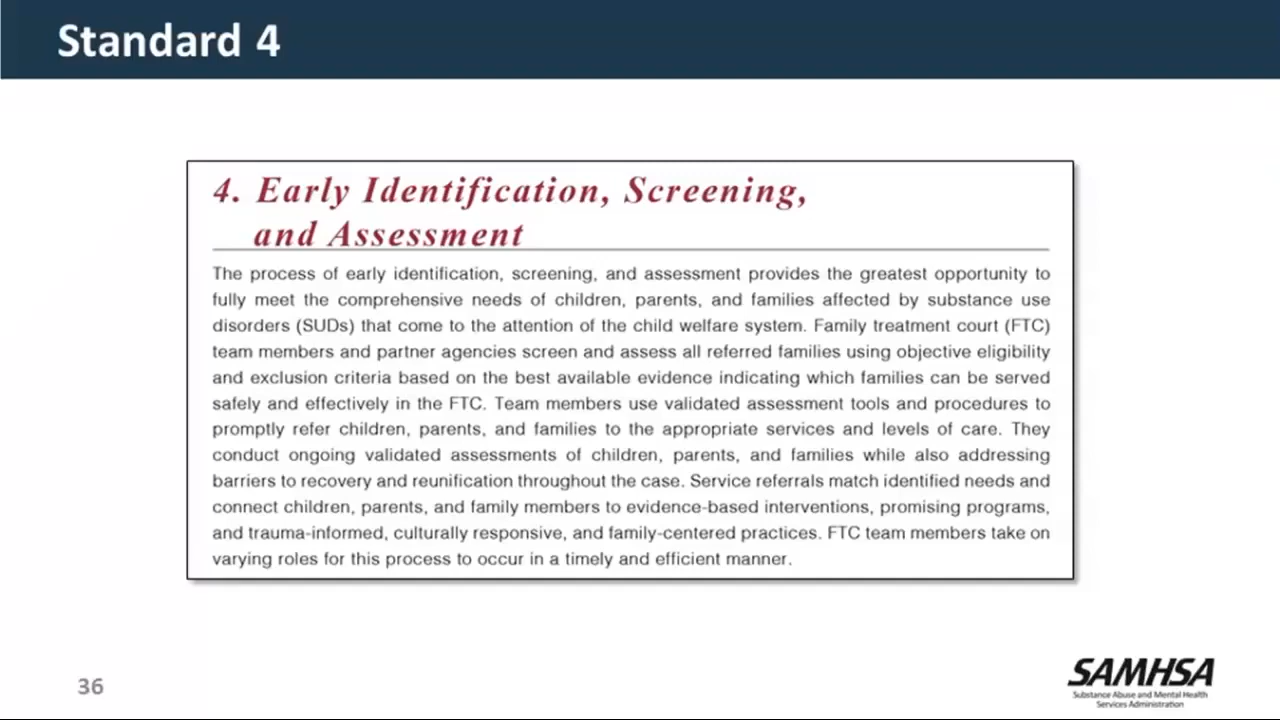 Standard 4
4. Early Identification, Screening,
and Assessment
The process of early identification, screening, and assessment provides the greatest opportunity to
fully meet the comprehensive needs of children, parents, and families affected by substance use
disorders (SUDs) that come to the attention of the child welfare system. Family treatment court (FTC)
team members and partner agencies screen and assess all referred families using objective eligibility
and exclusion criteria based on the best available evidence indicating which families can be served
safely and effectively in the FTC. Team members use validated assessment tools and procedures to
promptly refer children, parents, and families to the appropriate services and levels of care. They
conduct ongoing validated assessments of children, parents, and families while also addressing
barriers to recovery and reunification throughout the case. Service referrals match identified needs and
connect children, parents, and family members to evidence-based interventions, promising programs,
and trauma-informed, culturally responsive, and family-centered practices. FTC team members take on
varying roles for this process to occur in a timely and efficient manner.
36
SAMHSA
Substance Abuse and Mental Health
Services Administration